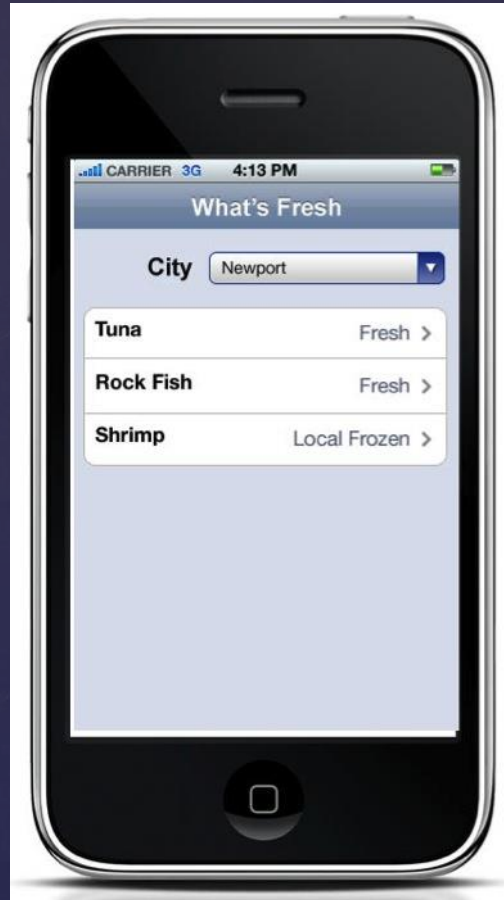 CARRIER 3G 4:13 PM
What's Fresh
City Newport
Tuna Fresh >
Rock Fish Fresh >
Shrimp Local Frozen >